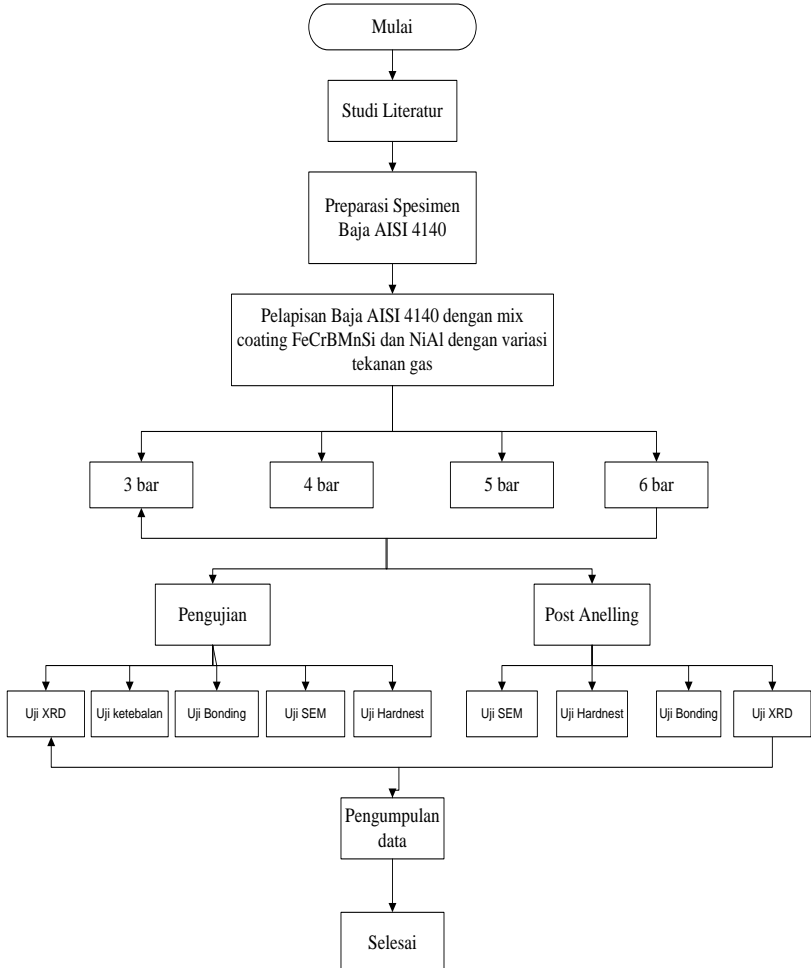 Mulai
Studi Literatur
Preparasi Spesimen
Baja AISI 4140
Pelapisan Baja AISI 4140 dengan mix
coating FeCrBMnSi dan NiAl dengan variasi
tekanan gas
3 bar
4 bar
5 bar
6 bar
Pengujian
Post Anelling
Uji XRD
Uji ketebalan
Uji Bonding
Uji SEM
Uji Hardnest
Uji SEM
Uji Hardnest
Uji Bonding
Uji XRD
Pengumpulan
data
Selesai